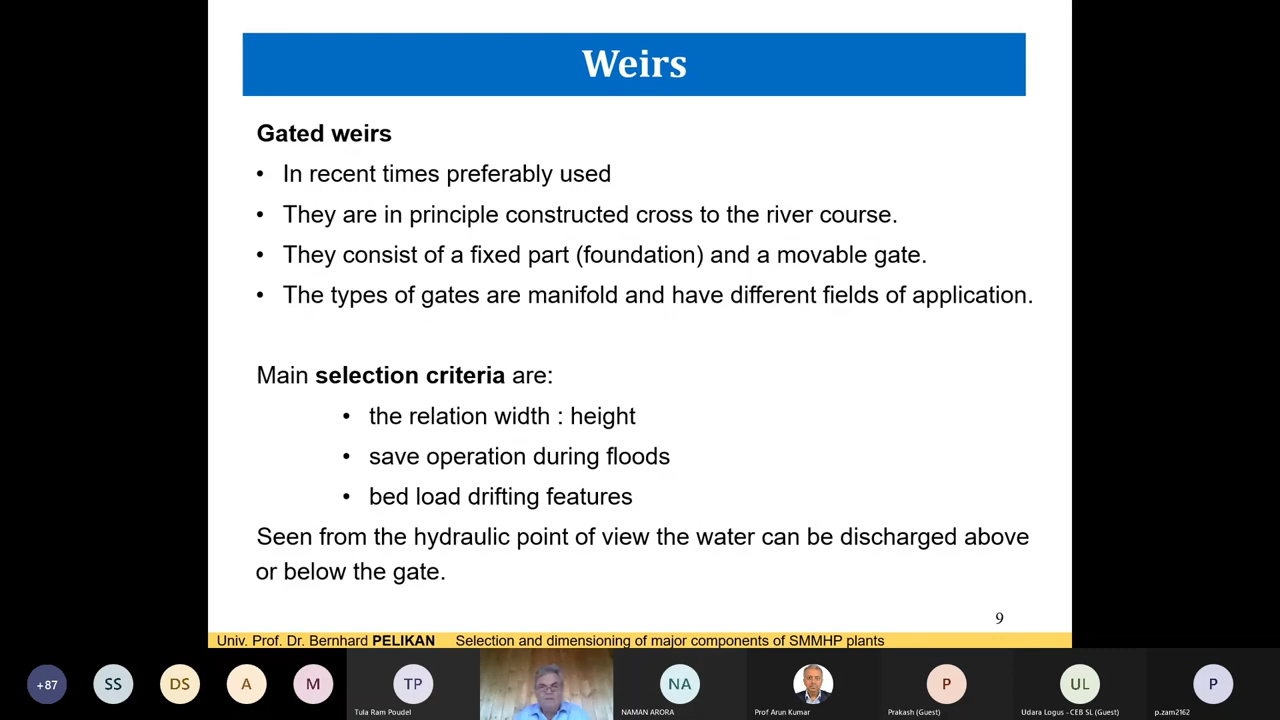 Weirs
Gated weirs
• In recent times preferably used
• They are in principle constructed cross to the river course.
• They consist of a fixed part (foundation) and a movable gate.
• The types of gates are manifold and have different fields of application.
Main selection criteria are:
• the relation width : height
• save operation during floods
• bed load drifting features
Seen from the hydraulic point of view the water can be discharged above
or below the gate.
9
Univ. Prof. Dr. Bernhard PELIKAN Selection and dimensioning of major components of SMMHP plants
+87 SS DS A M TP NA P UL P
Tula Ram Poudel NAMAN ARORA Prof Arun Kumar Prakash (Guest) Udara Logus - CEB SL (Guest) p.zam2162